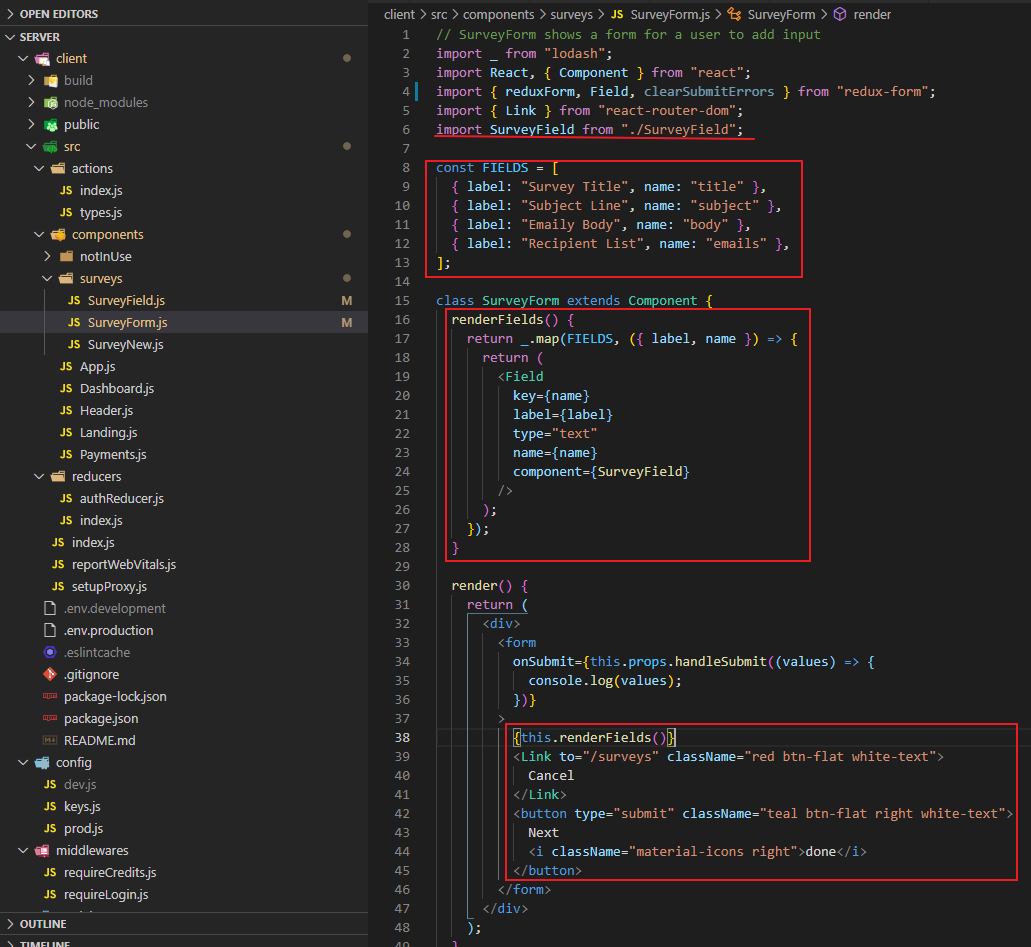 OPEN EDITORS
SERVER
client
build
node_modules
public
src
actions
JS index.js
JS types.js
components
notInUse
surveys
JS SurveyField.js M
JS SurveyForm.js M
JS SurveyNew.js
JS App.js
JS Dashboard.js
JS Header.js
JS Landing.js
JS Payments.js
reducers
JS authReducer.js
JS index.js
JS index.js
JS reportWebVitals.js
JS setupProxy.js
.env.development
.env.production
.eslintcache
.gitignore
package-lock.json
package.json
README.md
config
JS dev.js
JS keys.js
JS prod.js
middlewares
JS requireCredits.js
JS requireLogin.js
OUTLINE
TIMELINE
client > src > components > surveys > JS SurveyForm.js > SurveyForm > render
1 // SurveyForm shows a form for a user to add input
2 import _ from "lodash";
3 import React, { Component } from "react";
4 import { reduxForm, Field, clearSubmitErrors } from "redux-form";
5 import { Link } from "react-router-dom";
6 import SurveyField from "./SurveyField";
7
8 const FIELDS = [
9 { label: "Survey Title", name: "title" },
10 { label: "Subject Line", name: "subject" },
11 { label: "Emaily Body", name: "body" },
12 { label: "Recipient List", name: "emails" },
13 ];
14
15 class SurveyForm extends Component {
16 renderFields() {
17 return _.map(FIELDS, ({ label, name }) => {
18 return (
19 <Field
20 key={name}
21 label={label}
22 type="text"
23 name={name}
24 component={SurveyField}
25 />
26 );
27 });
28 }
29
30 render() {
31 return (
32 <div>
33 <form
34 onSubmit={this.props.handleSubmit((values) => {
35 console.log(values);
36 })}
37 >
38 {this.renderFields()}
39 <Link to="/surveys" className="red btn-flat white-text">
40 Cancel
41 </Link>
42 <button type="submit" className="teal btn-flat right white-text">
43 Next
44 <i className="material-icons right">done</i>
45 </button>
46 </form>
47 </div>
48 );
49 }